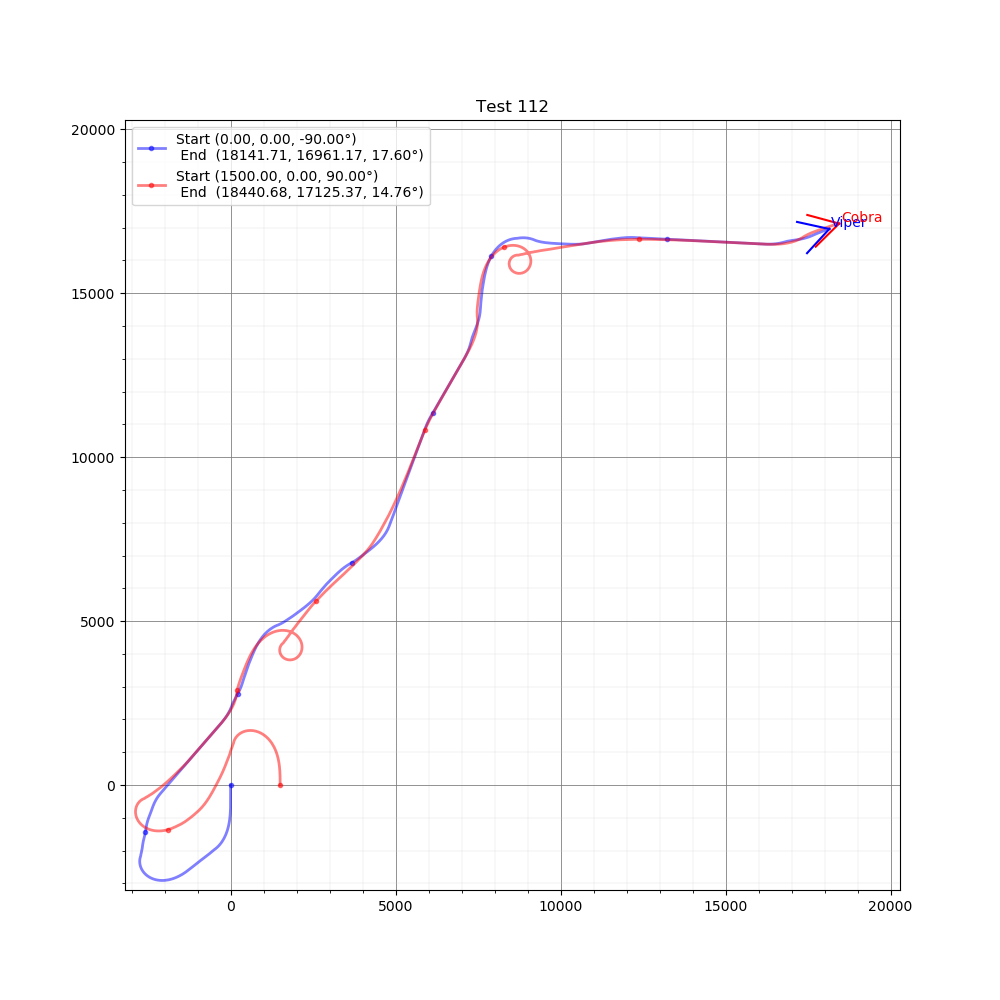 Test 112
Start (0.00, 0.00, -90.00°)
End (18141.71, 16961.17, 17.60°)
Start (1500.00, 0.00, 90.00°)
End (18440.68, 17125.37, 14.76°)
20000
15000
10000
5000
0
Cobra
Viper
0 5000 10000 15000 20000